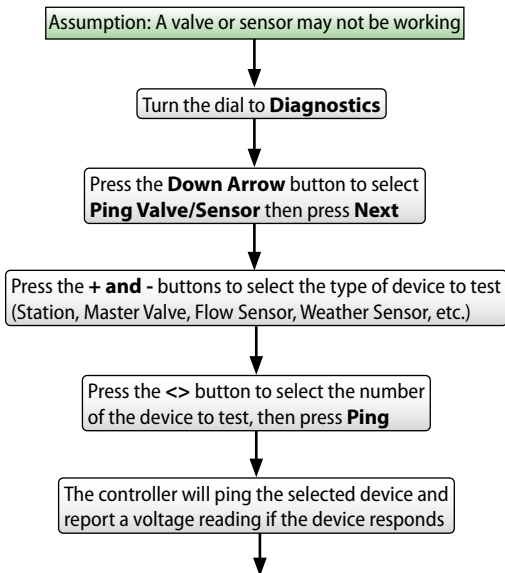 Assumption: A valve or sensor may not be working
Turn the dial to Diagnostics
Press the Down Arrow button to select
Ping Valve/Sensor then press Next
Press the + and - buttons to select the type of device to test
(Station, Master Valve, Flow Sensor, Weather Sensor, etc.)
Press the <> button to select the number
of the device to test, then press Ping
The controller will ping the selected device and
report a voltage reading if the device responds